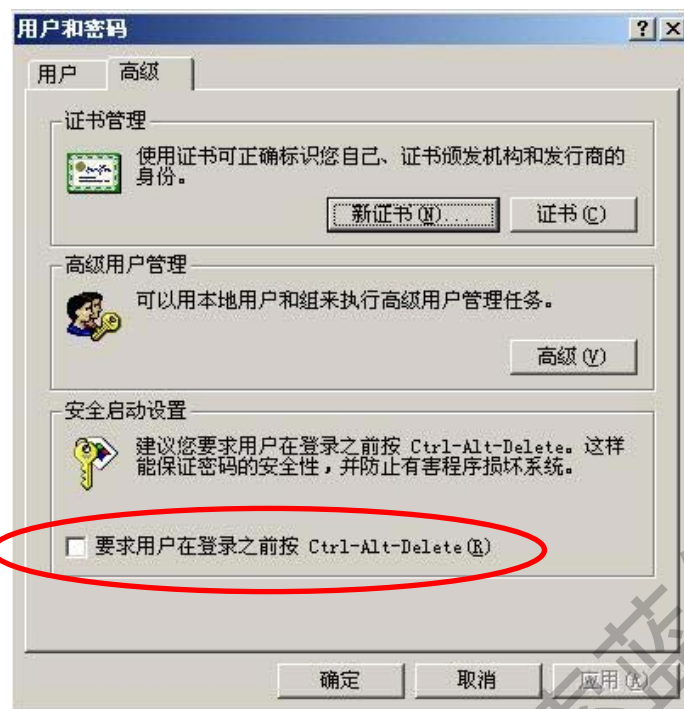 用户和密码
用户 高级
证书管理
使用证书可正确标识您自己、证书颁发机构和发行商的
身份。
新证书(N)... 证书(C)
高级用户管理
可以用本地用户和组来执行高级用户管理任务。
高级(V)
安全启动设置
建议您要求用户在登录之前按 Ctrl-Alt-Delete。这样
能保证密码的安全性，并防止有害程序损坏系统。
要求用户在登录之前按 Ctrl-Alt-Delete(R)
确定 取消 应用(A)